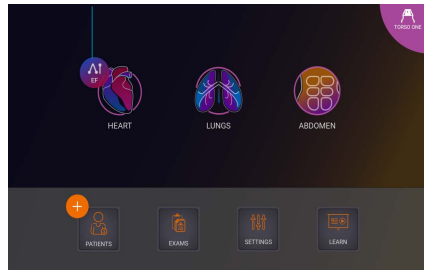 TORSO ONE
AI
EF
HEART
LUNGS
ABDOMEN
PATIENTS
EXAMS
SETTINGS
LEARN